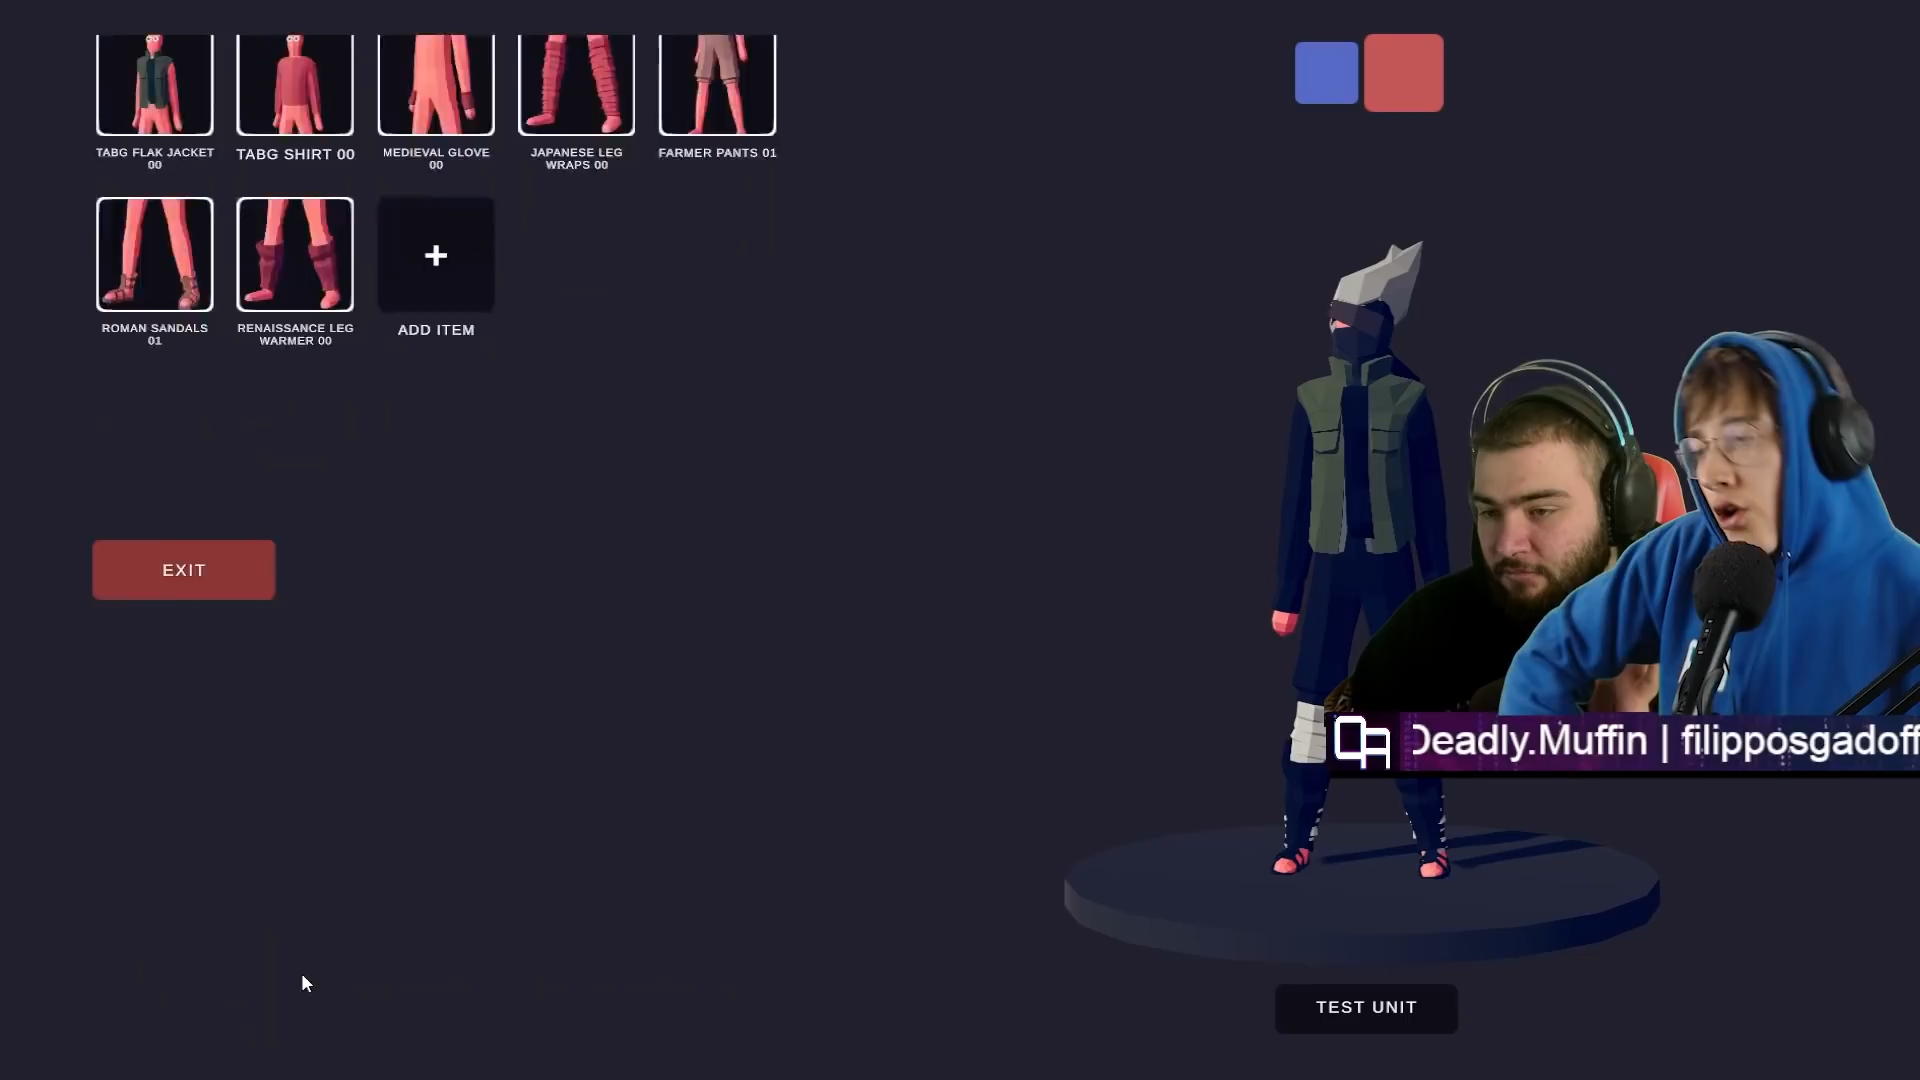 TABG FLAK JACKET
00
TABG SHIRT 00
MEDIEVAL GLOVE
00
JAPANESE LEG
WRAPS 00
FARMER PANTS 01
ROMAN SANDALS
01
RENAISSANCE LEG
WARMER 00
+
ADD ITEM
EXIT
Deadly.Muffin | filipposgadoff
TEST UNIT